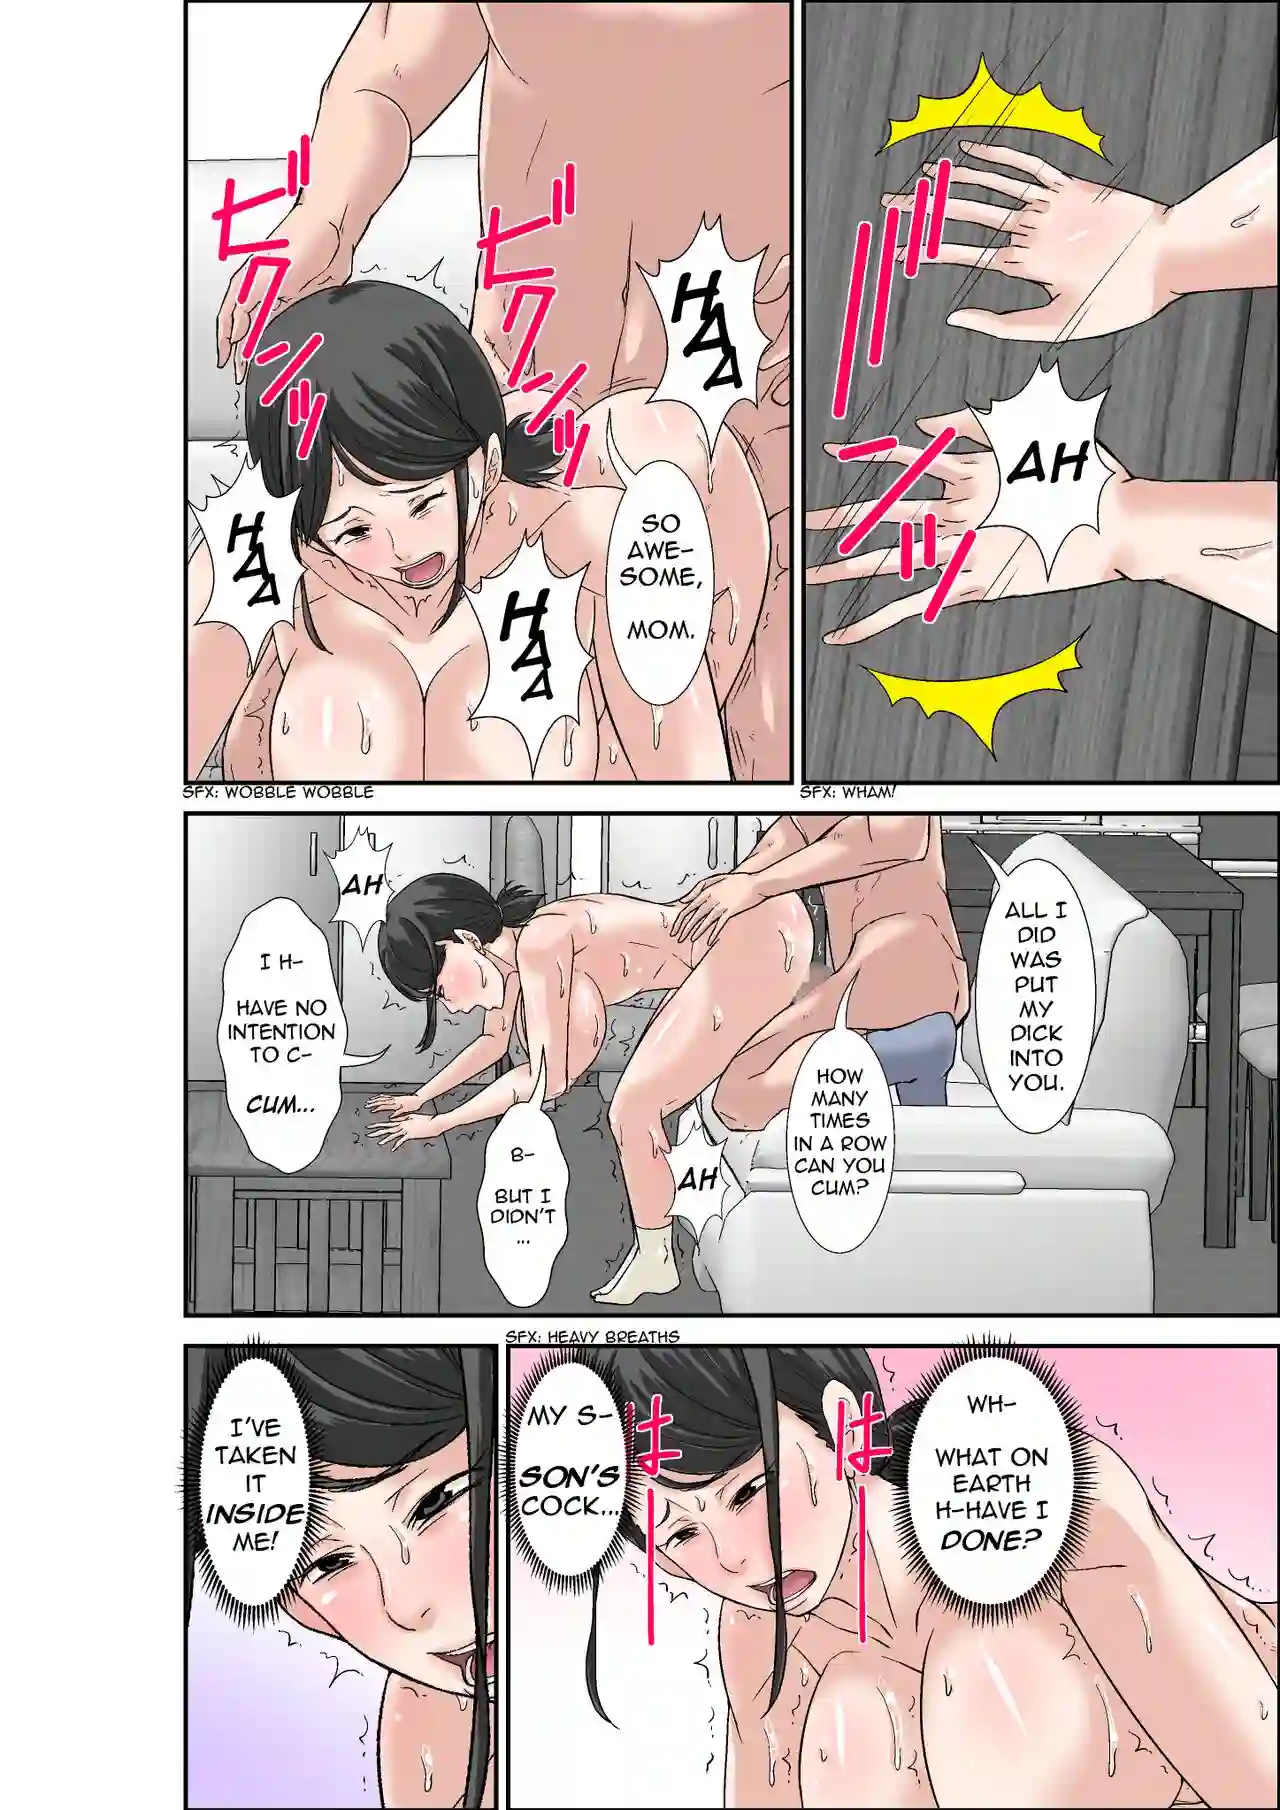 AH
バンッ
SFX: WHAM!
HAA
HAA
HAA
ビクンッ
ビクンッ
SO
AWE-
SOME,
MOM.
SFX: WOBBLE WOBBLE
ALL I
DID
WAS
PUT
MY
DICK
INTO
YOU.
HOW
MANY
TIMES
IN A ROW
CAN YOU
CUM?
AH
B-
BUT I
DIDN'T
...
AH
I H-
HAVE NO
INTENTION
TO C-
CUM...
SFX: HEAVY BREATHS
WH-
WHAT ON
EARTH
H-HAVE I
DONE?
はー
はー
MY S-
SON'S
COCK...
I'VE
TAKEN
IT
INSIDE
ME!